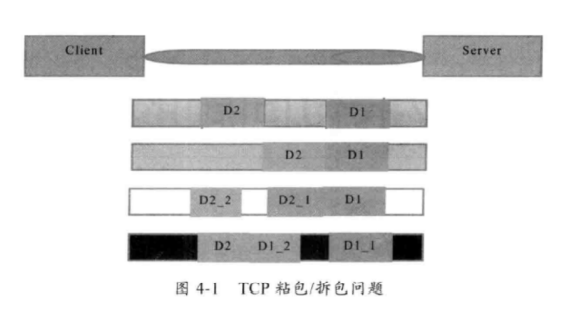 Client Server
D2 D1
D2 D1
D2_2 D2_1 D1
D2 D1_2 D1_1
图 4-1 TCP 粘包/拆包问题